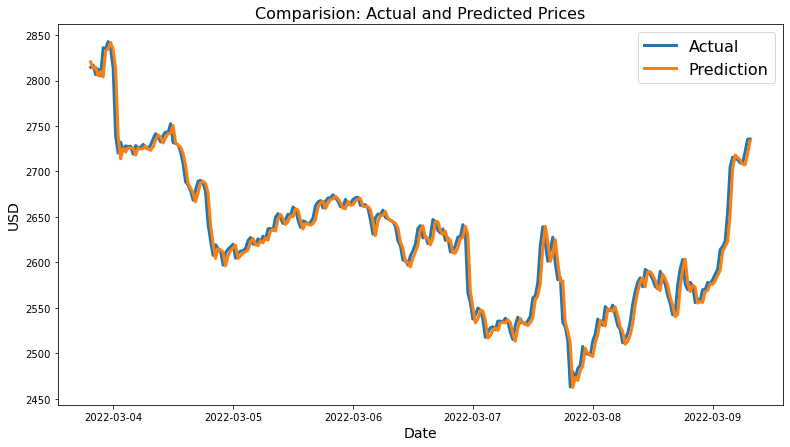 Comparision: Actual and Predicted Prices
Actual
Prediction
2850
2800
2750
2700
2650
2600
2550
2500
2450
USD
2022-03-04 2022-03-05 2022-03-06 2022-03-07 2022-03-08 2022-03-09
Date